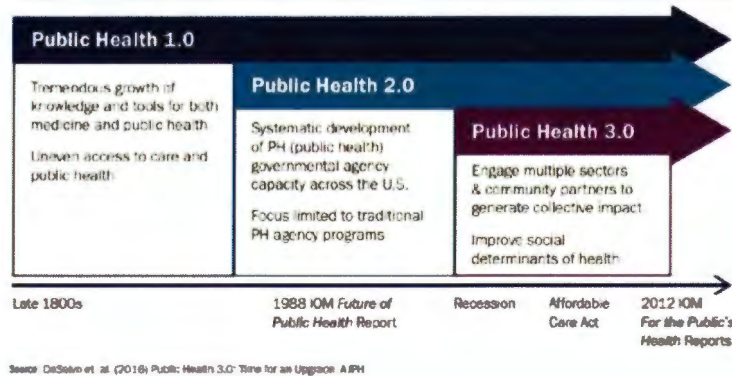 Public Health 1.0
Tremendous growth of
knowledge and tools for both
medicine and public health
Uneven access to care and
public health
Public Health 2.0
Systematic development
of PH (public health)
governmental agency
capacity across the U.S.
Focus limited to traditional
PH agency programs
Public Health 3.0
Engage multiple sectors
& community partners to
generate collective impact
Improve social
determinants of health
Late 1800s
1988 IOM Future of
Public Health Report
Recession
Affordable
Care Act
2012 IOM
For the Public's
Health Reports
Source: DeSalvo et. al. (2016) Public Health 3.0: Time for an Upgrade. AJPH